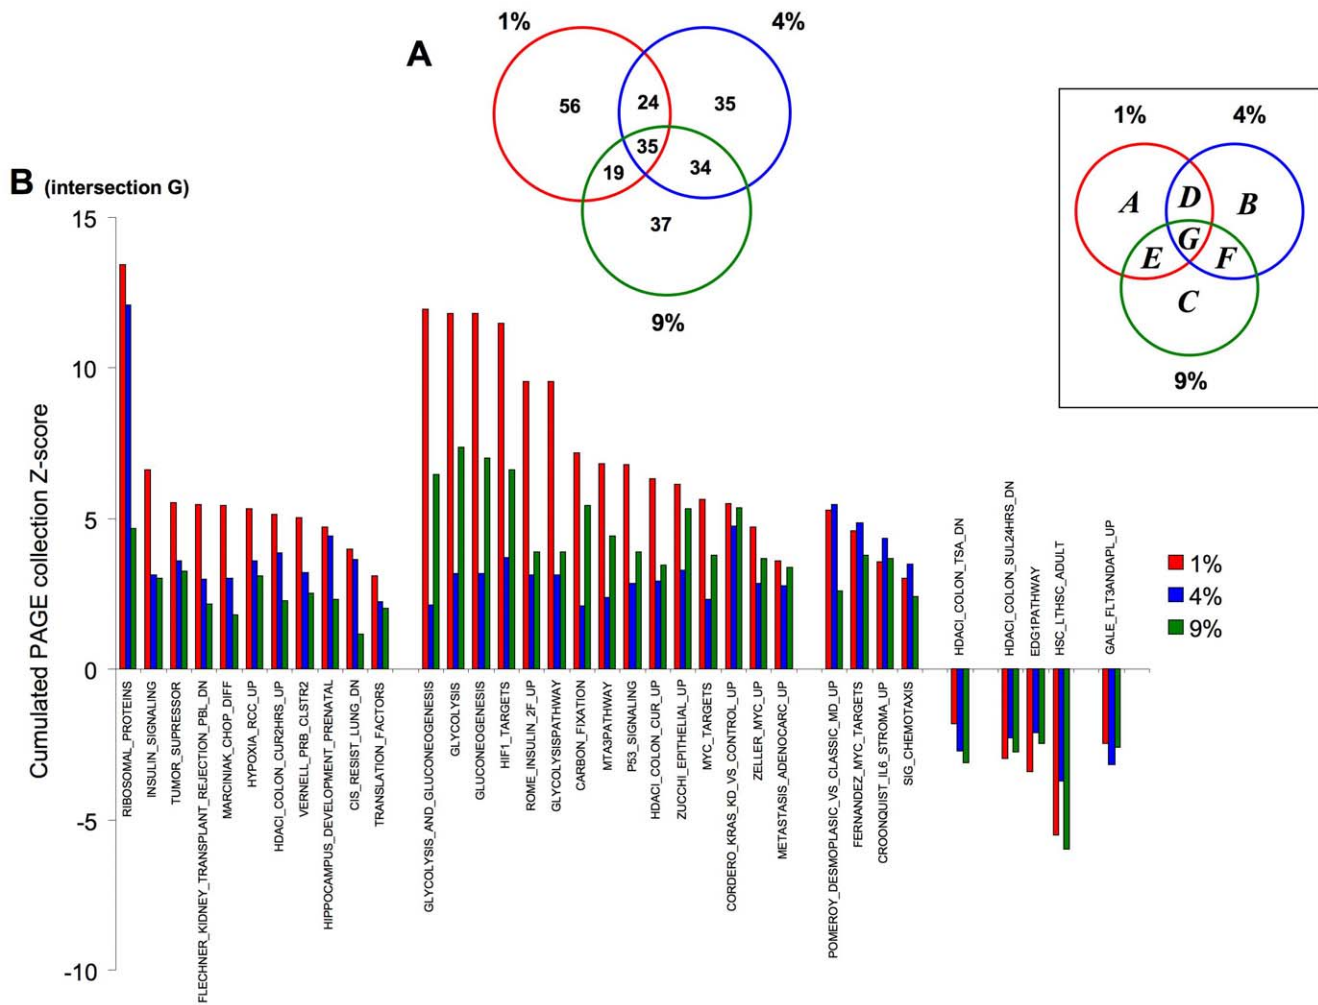 A
1%
4%
56
24
35
35
19
34
37
9%
1%
4%
A
D
B
G
E
F
C
9%
B (intersection G)
Cumulated PAGE collection Z-score
15
10
5
0
-5
-10
RIBOSOMAL_PROTEINS
INSULIN_SIGNALING
TUMOR_SUPRESSOR
FLECHNER_KIDNEY_TRANSPLANT_REJECTION_PBL_DN
MARCINIAK_CHOP_DIFF
HYPOXIA_RCC_UP
HDACI_COLON_CUR2HRS_UP
VERNELL_PRB_CLSTR2
HIPPOCAMPUS_DEVELOPMENT_PRENATAL
CIS_RESIST_LUNG_DN
TRANSLATION_FACTORS
GLYCOLYSIS_AND_GLUCONEOGENESIS
GLYCOLYSIS
GLUCONEOGENESIS
HIF1_TARGETS
ROME_INSULIN_2F_UP
GLYCOLYSISPATHWAY
CARBON_FIXATION
MTA3PATHWAY
P53_SIGNALING
HDACI_COLON_CUR_UP
ZUCCHI_EPITHELIAL_UP
MYC_TARGETS
CORDERO_KRAS_KD_VS_CONTROL_UP
ZELLER_MYC_UP
METASTASIS_ADENOCARC_UP
POMEROY_DESMOPLASIC_VS_CLASSIC_MD_UP
FERNANDEZ_MYC_TARGETS
CROONQUIST_IL6_STROMA_UP
SIG_CHEMOTAXIS
HDACI_COLON_TSA_DN
HDACI_COLON_SUL24HRS_DN
EDG1PATHWAY
HSC_LTHSC_ADULT
GALE_FLT3ANDAPL_UP
1%
4%
9%